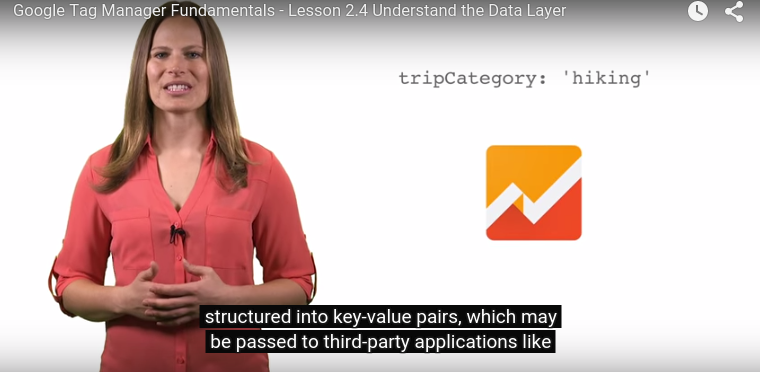 Google Tag Manager Fundamentals - Lesson 2.4 Understand the Data Layer
tripCategory: 'hiking'
structured into key-value pairs, which may
be passed to third-party applications like